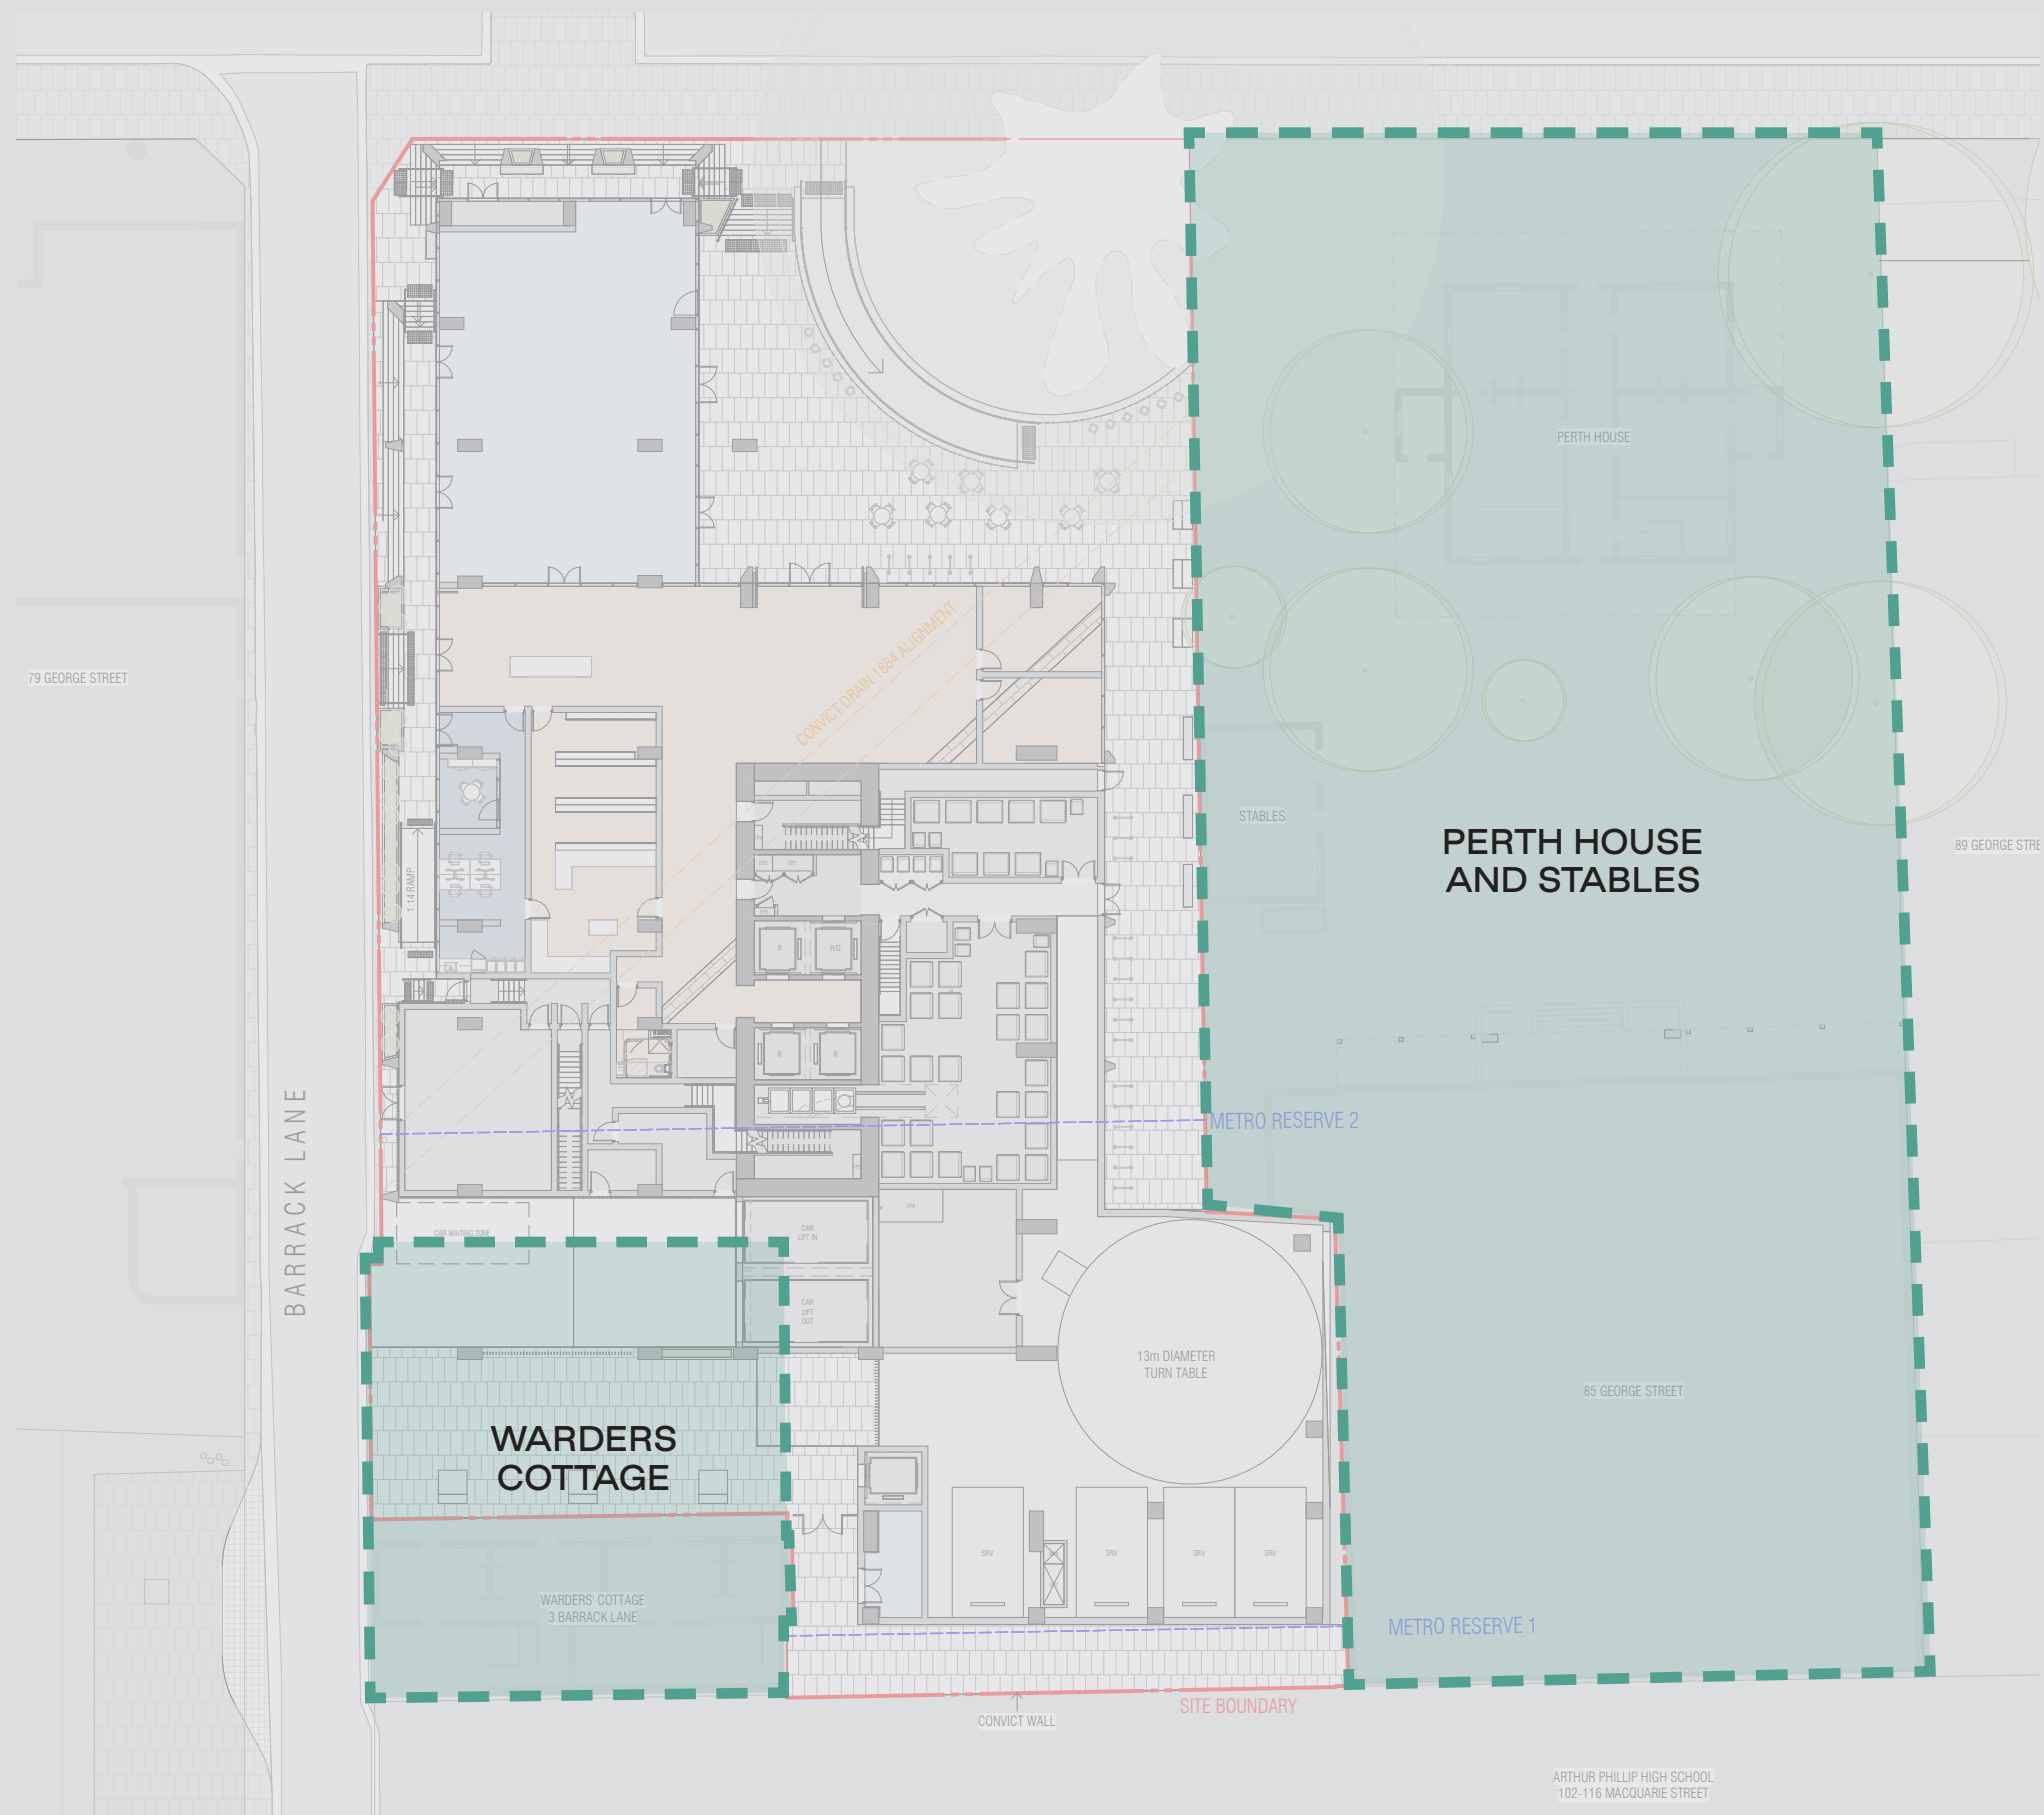 PERTH HOUSE
CONVICT DRAIN 1884 ALIGNMENT
79 GEORGE STREET
STABLES
PERTH HOUSE
AND STABLES
89 GEORGE STRE
1:14 RAMP
R
R/G
R
R
BARRACK LANE
METRO RESERVE 2
CAR WAITING ZONE
CAR
LIFT IN
CAR
LIFT
OUT
13m DIAMETER
TURN TABLE
85 GEORGE STREET
WARDERS
COTTAGE
SRV
SRV
SRV
SRV
WARDERS' COTTAGE
3 BARRACK LANE
METRO RESERVE 1
SITE BOUNDARY
CONVICT WALL
ARTHUR PHILLIP HIGH SCHOOL
102-116 MACQUARIE STREET